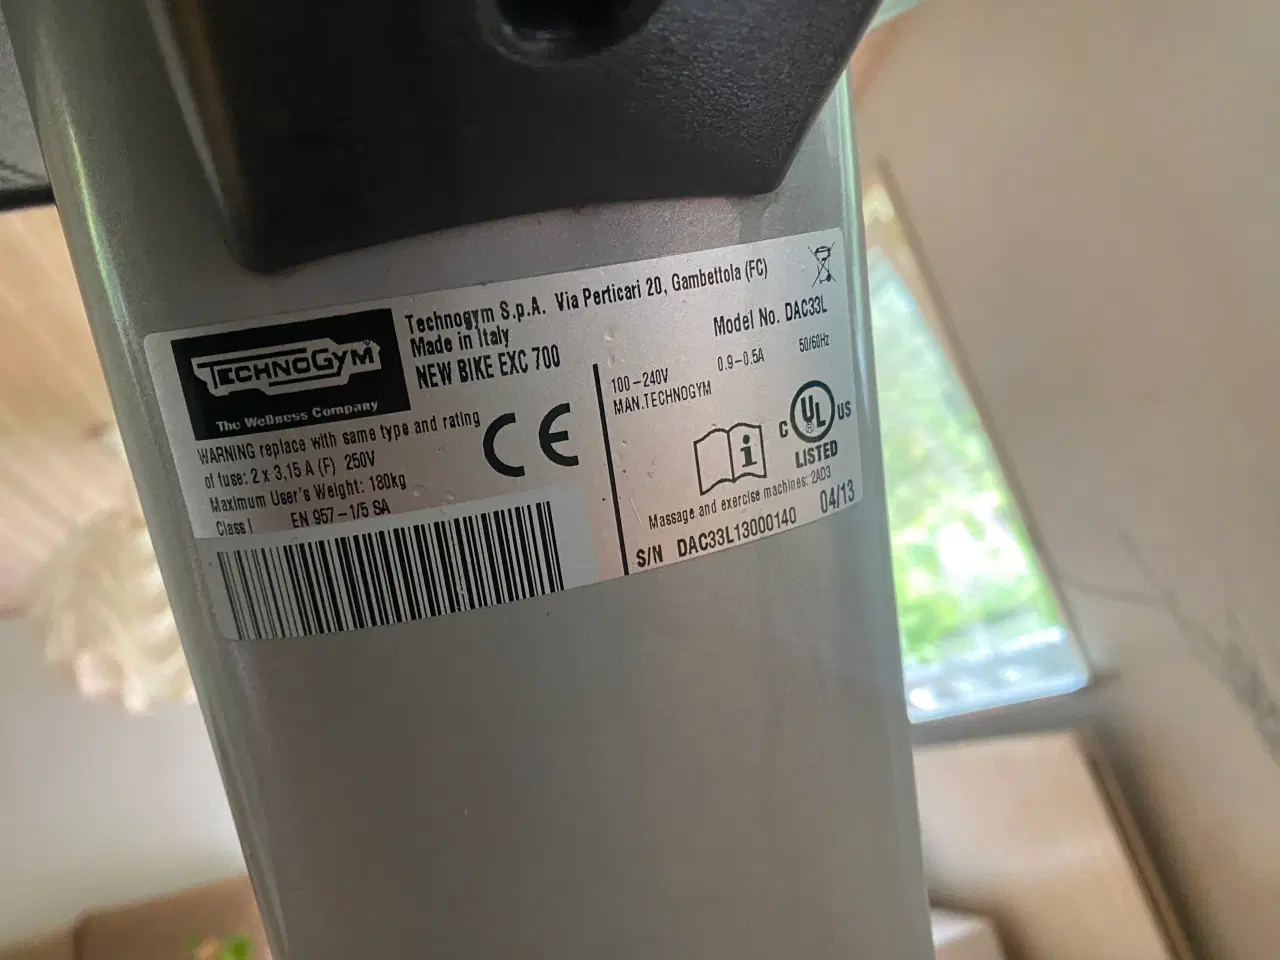 TECHNOGYM
The Wellness Company
Technogym S.p.A. Via Perticari 20, Gambettola (FC)
Made in Italy
NEW BIKE EXC 700
Model No. DAC33L
100-240V 0.9-0.5A 50/60Hz
MAN.TECHNOGYM
WARNING replace with same type and rating
of fuse: 2 x 3,15 A (F) 250V
Maximum User's Weight: 180kg
Class I EN 957-1/5 SA
CE
i
C UL US
LISTED
Massage and exercise machines: 2AD3
S/N DAC33L13000140 04/13